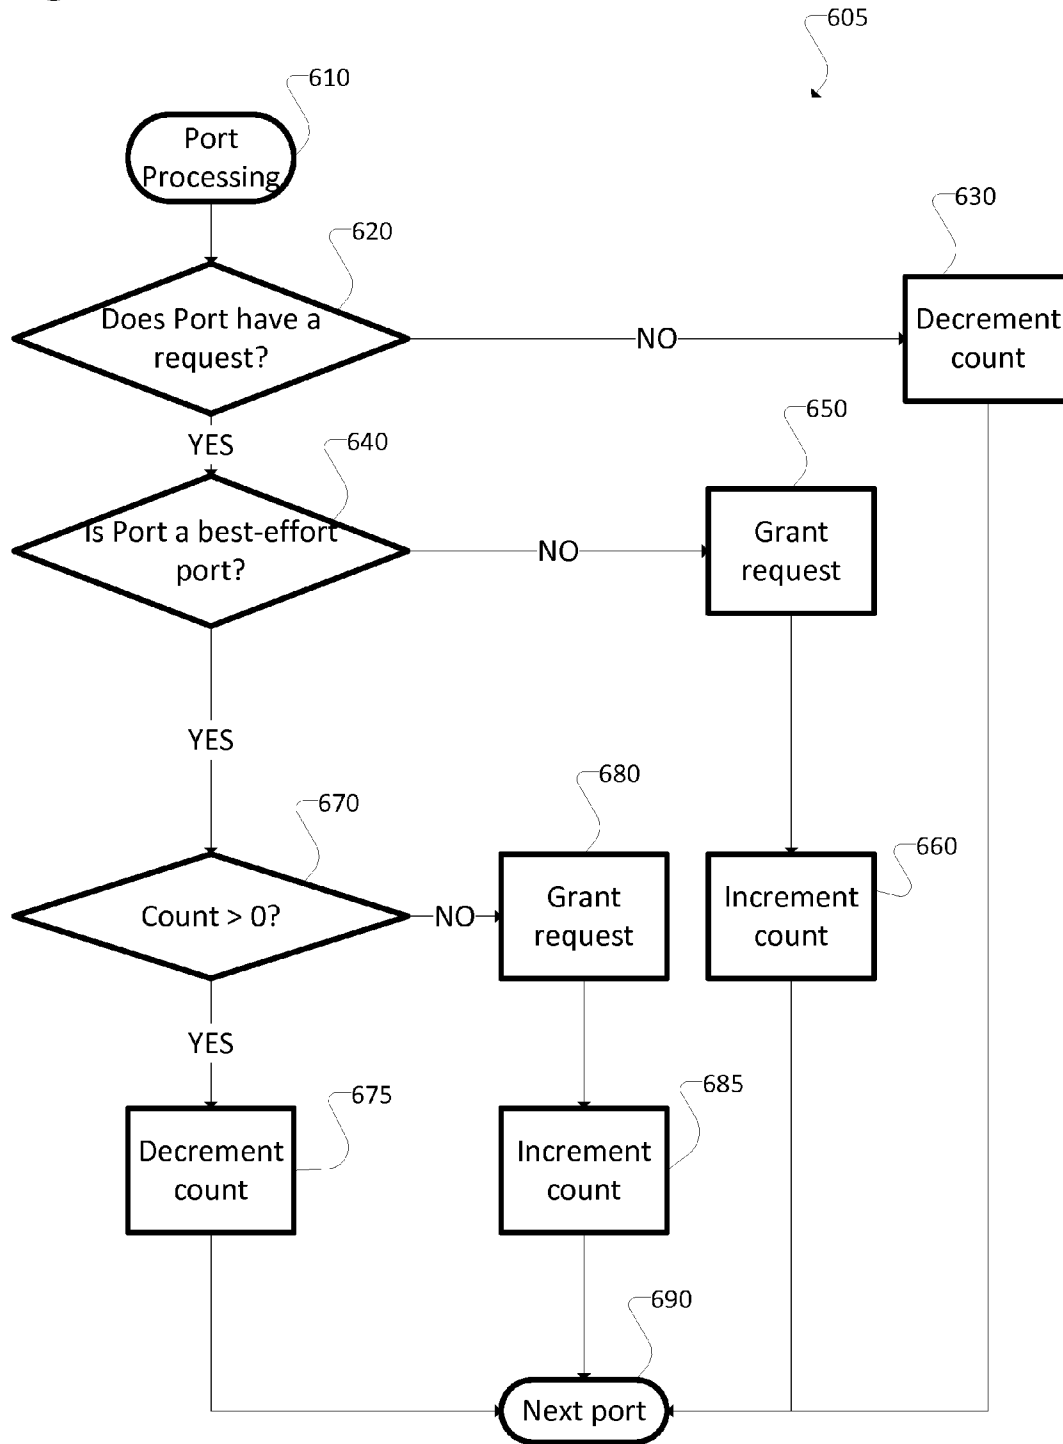 605
610
Port
Processing
620
630
Does Port have a
request?
NO
Decrement
count
YES
640
650
Is Port a best-effort
port?
NO
Grant
request
YES
670
680
660
Count > 0?
NO
Grant
request
Increment
count
YES
675
685
Decrement
count
Increment
count
690
Next port